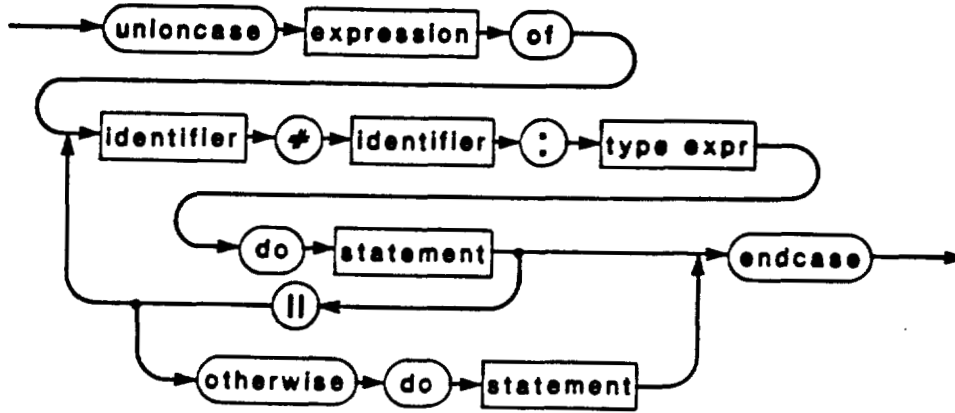 unioncase expression of
identifier # identifier : type expr
do statement endcase
||
otherwise do statement